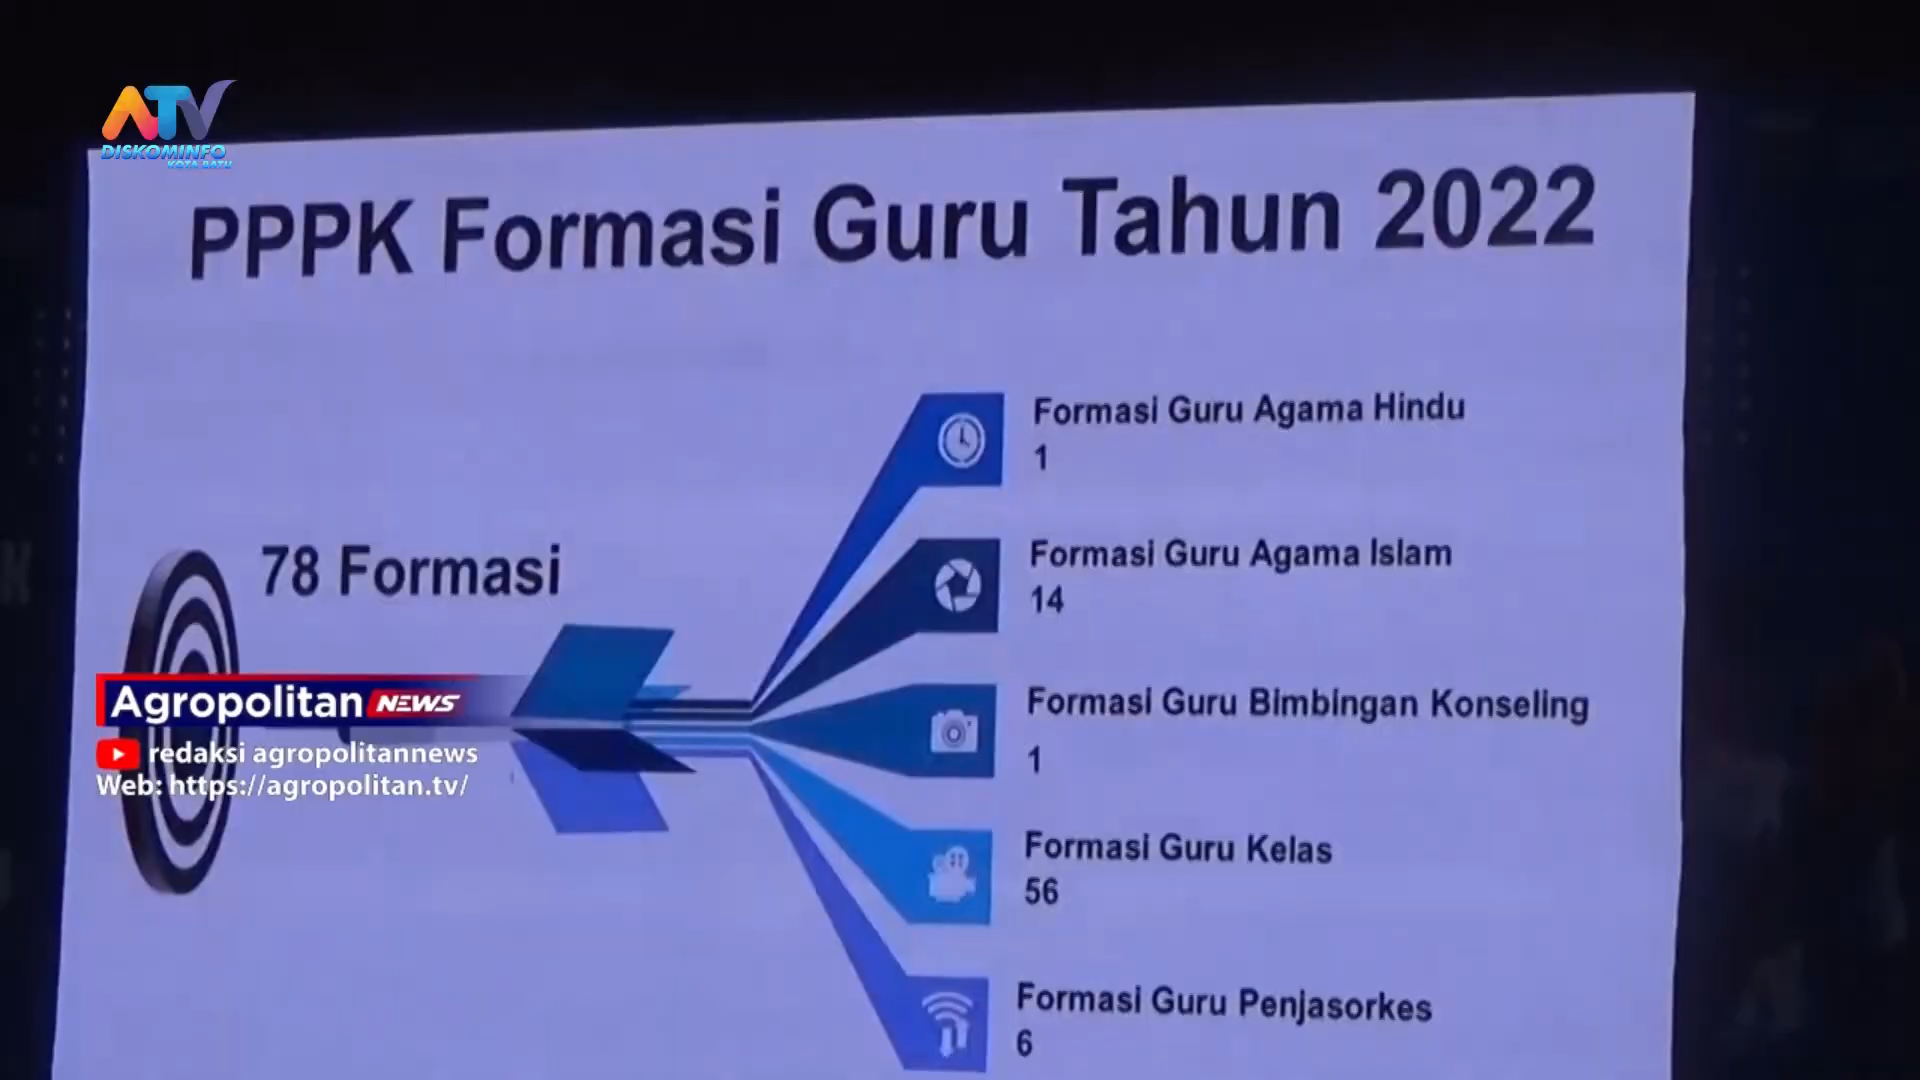 ATV
DISKOMINFO
KOTA BATU
PPPK Formasi Guru Tahun 2022
78 Formasi
Formasi Guru Agama Hindu
1
Formasi Guru Agama Islam
14
Formasi Guru Bimbingan Konseling
1
Formasi Guru Kelas
56
Formasi Guru Penjasorkes
6
Agropolitan NEWS
redaksi agropolitannews
Web: https://agropolitan.tv/